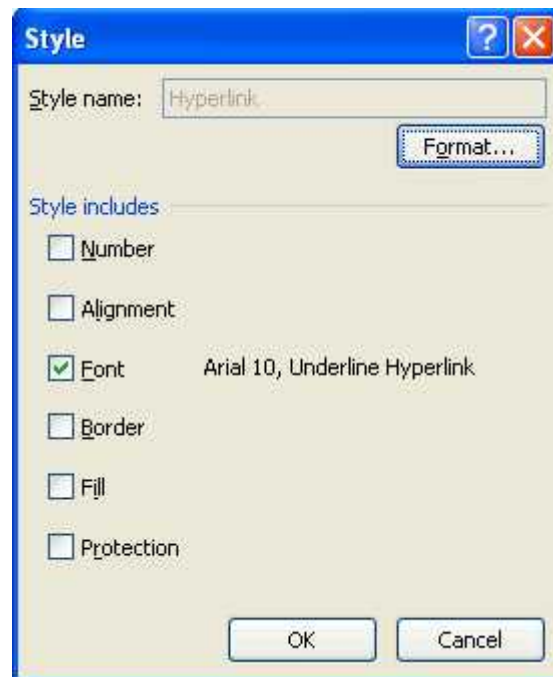 Style
Style name: Hyperlink
Format...
Style includes
Number
Alignment
Font Arial 10, Underline Hyperlink
Border
Fill
Protection
OK Cancel